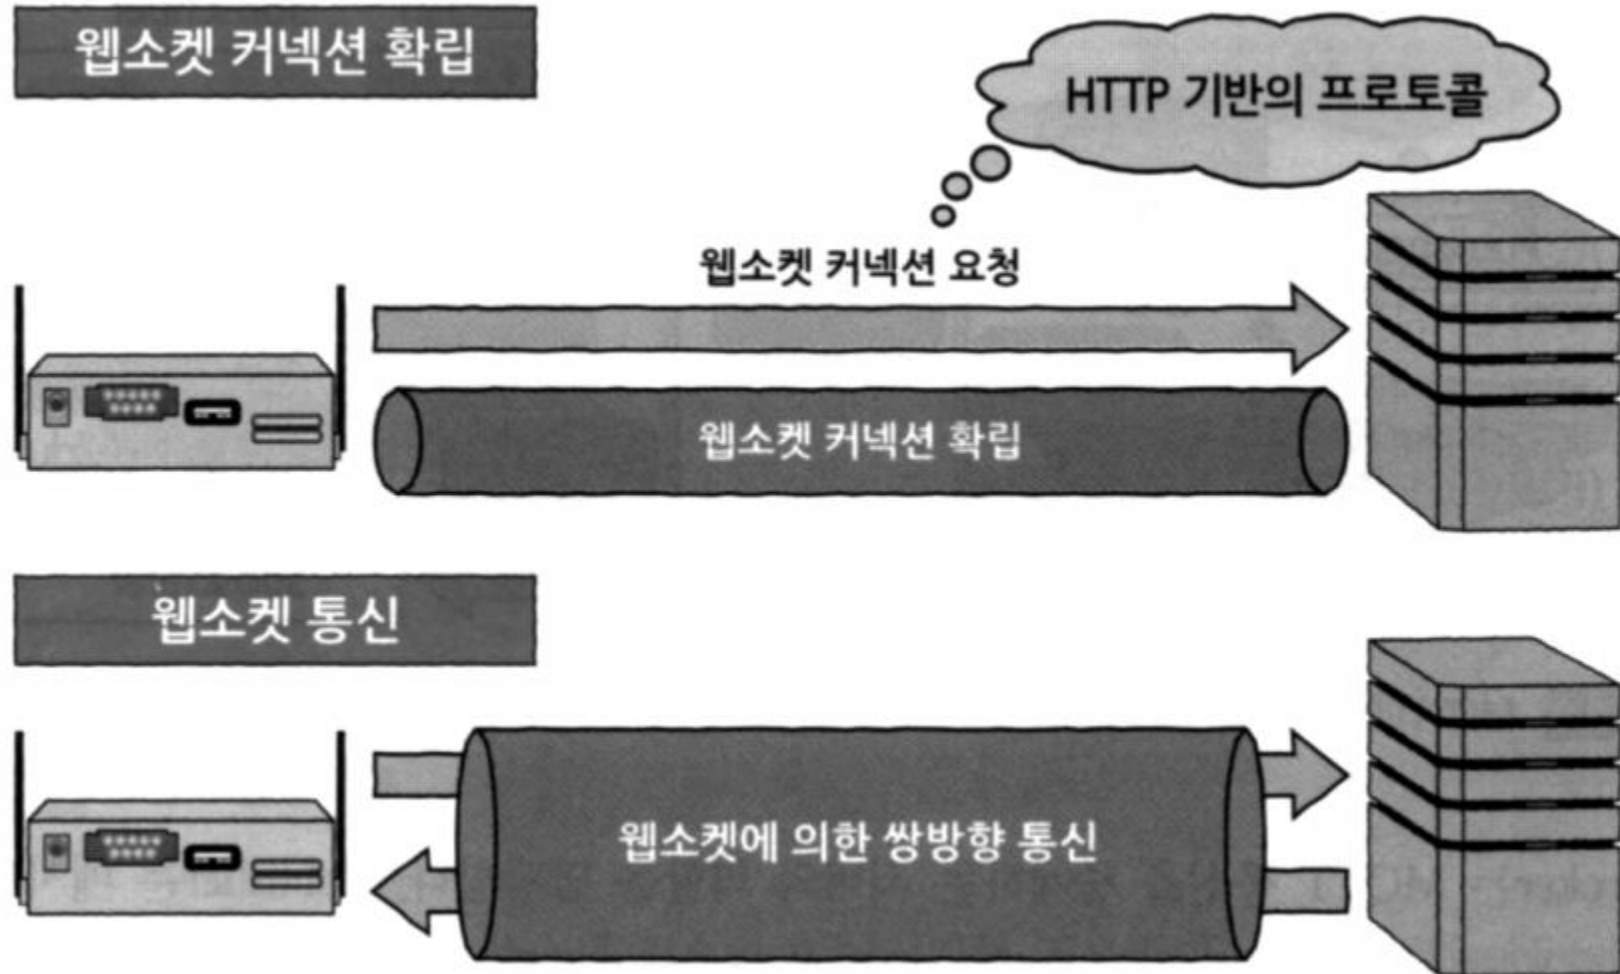 웹소켓 커넥션 확립
HTTP 기반의 프로토콜
웹소켓 커넥션 요청
웹소켓 커넥션 확립
웹소켓 통신
웹소켓에 의한 쌍방향 통신